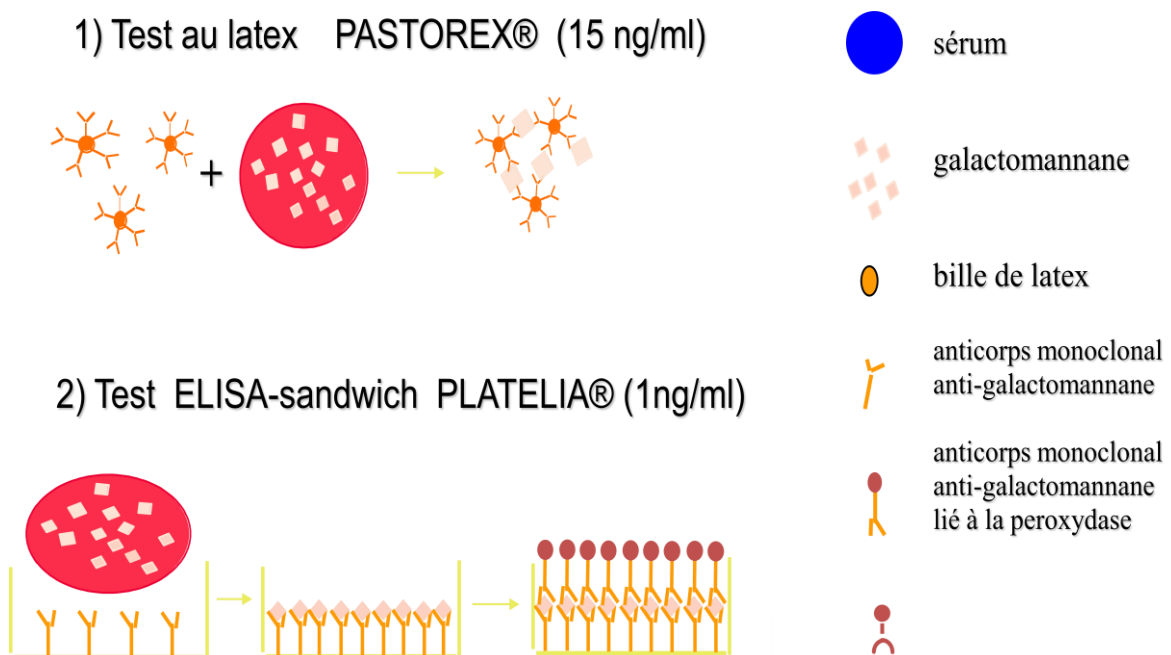 1) Test au latex PASTOREX® (15 ng/ml)
sérum
galactomannane
bille de latex
anticorps monoclonal
anti-galactomannane
2) Test ELISA-sandwich PLATELIA® (1ng/ml)
anticorps monoclonal
anti-galactomannane
lié à la peroxydase